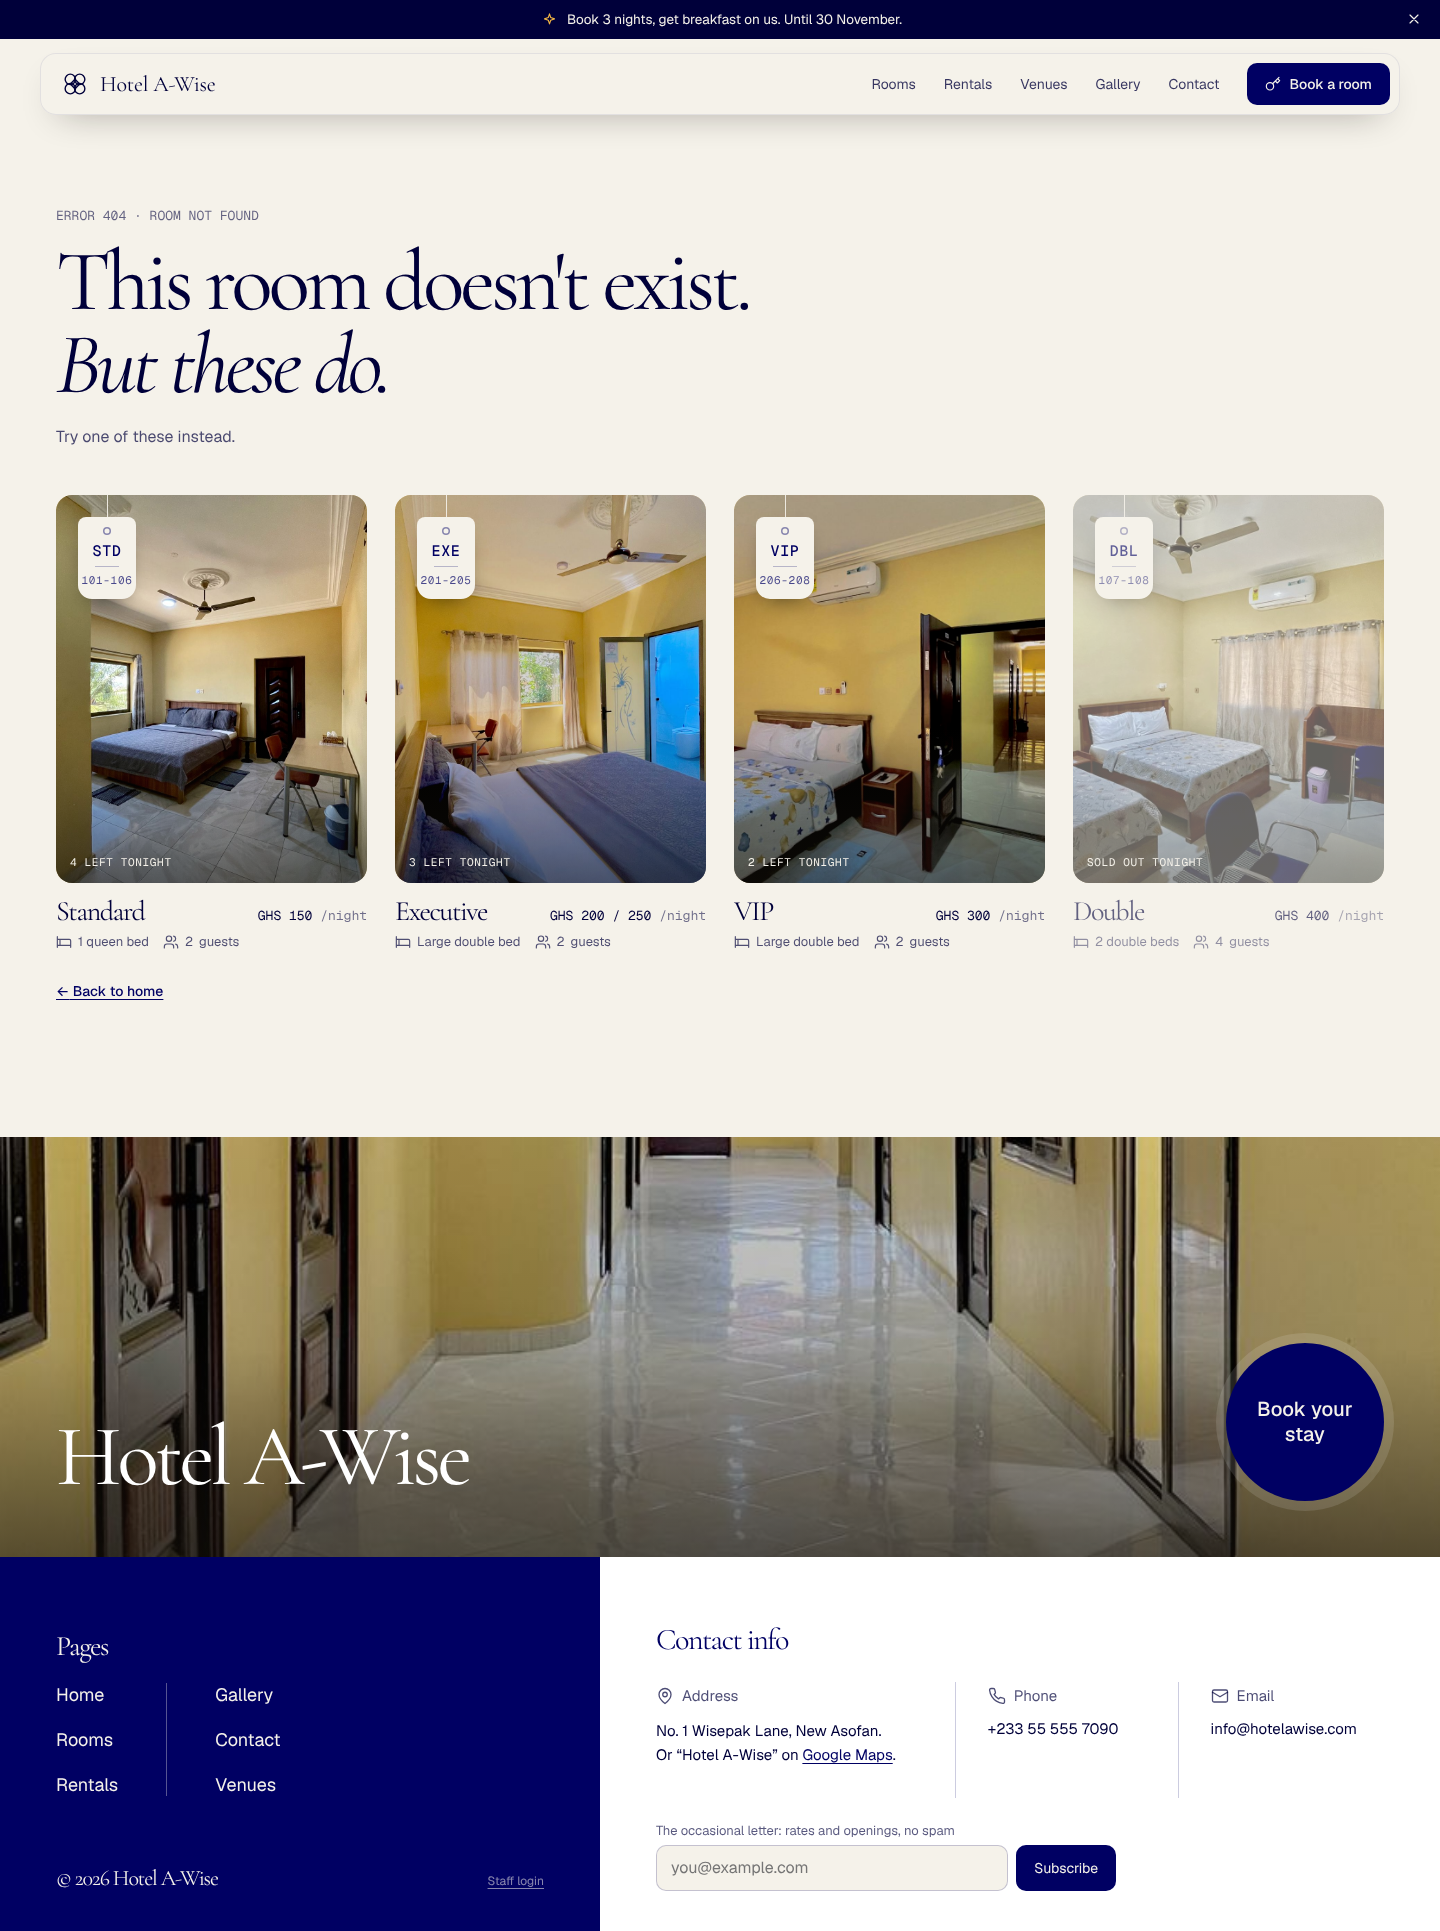 Book 3 nights, get breakfast on us. Until 30 November.
Hotel A-Wise
Rooms
Rentals
Venues
Gallery
Contact
Book a room
ERROR 404 · ROOM NOT FOUND
This room doesn't exist.
But these do.
Try one of these instead.
STD
101-106
4 LEFT TONIGHT
Standard
GHS 150 /night
1 queen bed
2 guests
EXE
201-205
3 LEFT TONIGHT
Executive
GHS 200 / 250 /night
Large double bed
2 guests
VIP
206-208
2 LEFT TONIGHT
VIP
GHS 300 /night
Large double bed
2 guests
DBL
107-108
SOLD OUT TONIGHT
Double
GHS 400 /night
2 double beds
4 guests
← Back to home
Hotel A-Wise
Book your
stay
Pages
Home
Rooms
Rentals
Gallery
Contact
Venues
© 2026 Hotel A-Wise
Staff login
Contact info
Address
No. 1 Wisepak Lane, New Asofan.
Or “Hotel A-Wise” on Google Maps.
Phone
+233 55 555 7090
Email
info@hotelawise.com
The occasional letter: rates and openings, no spam
you@example.com
Subscribe